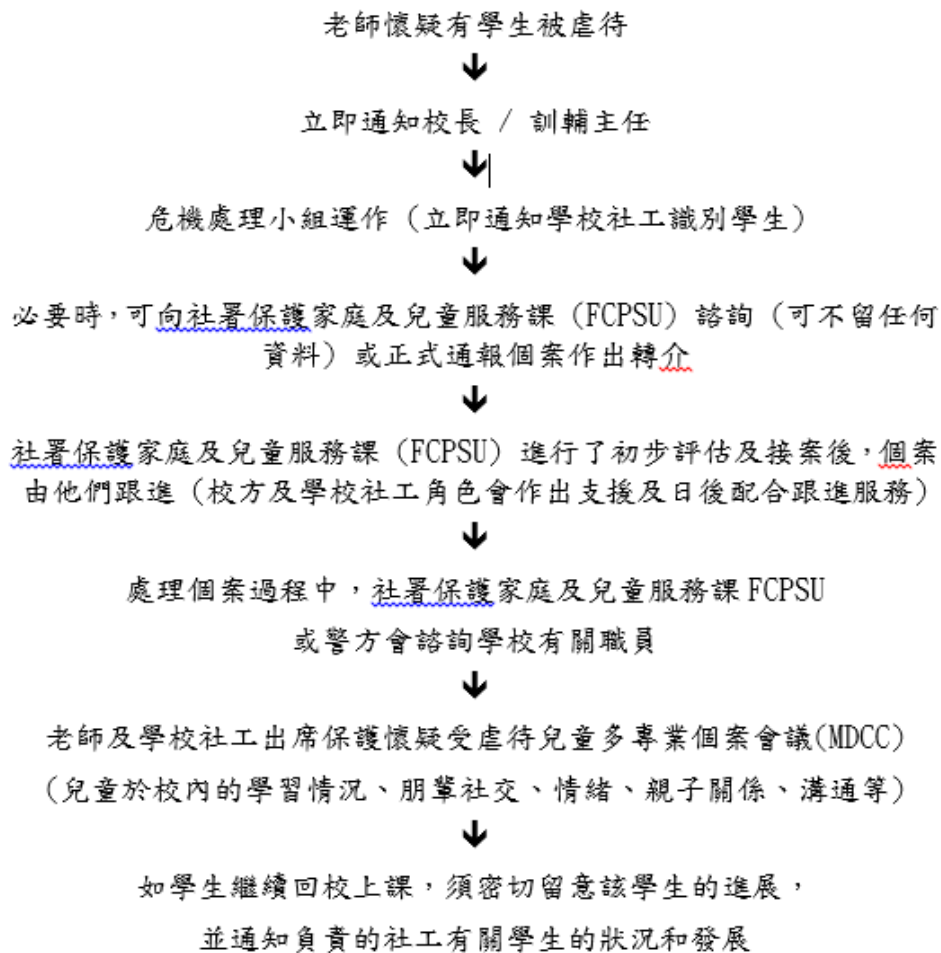 老師懷疑有學生被虐待
立即通知校長 / 訓輔主任
危機處理小組運作 (立即通知學校社工識別學生)
必要時，可向社署保護家庭及兒童服務課 (FCPSU) 諮詢 (可不留任何
資料) 或正式通報個案作出轉介
社署保護家庭及兒童服務課 (FCPSU) 進行了初步評估及接案後，個案
由他們跟進 (校方及學校社工角色會作出支援及日後配合跟進服務)
處理個案過程中，社署保護家庭及兒童服務課 FCPSU
或警方會諮詢學校有關職員
老師及學校社工出席保護懷疑受虐待兒童多專業個案會議(MDCC)
(兒童於校內的學習情況、朋輩社交、情緒、親子關係、溝通等)
如學生繼續回校上課，須密切留意該學生的進展，
並通知負責的社工有關學生的狀況和發展